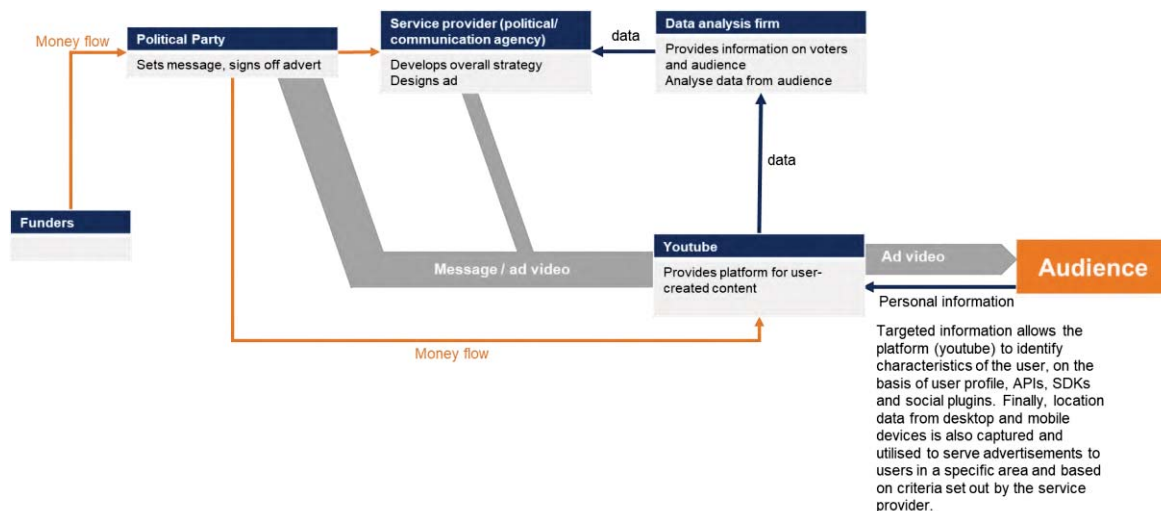 Money flow
Political Party
Sets message, signs off advert
Service provider (political/
communication agency)
Develops overall strategy
Designs ad
data
Data analysis firm
Provides information on voters
and audience
Analyse data from audience
data
Funders
Message / ad video
Youtube
Provides platform for user-
created content
Ad video
Audience
Personal information
Money flow
Targeted information allows the
platform (youtube) to identify
characteristics of the user, on the
basis of user profile, APIs, SDKs
and social plugins. Finally, location
data from desktop and mobile
devices is also captured and
utilised to serve advertisements to
users in a specific area and based
on criteria set out by the service
provider.